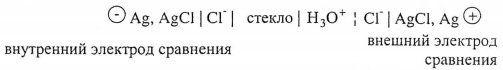 ⊖ Ag, AgCl | Cl⁻ | стекло | H₃O⁺ ¦ Cl⁻ | AgCl, Ag ⊕
внутренний электрод сравнения
внешний электрод
сравнения